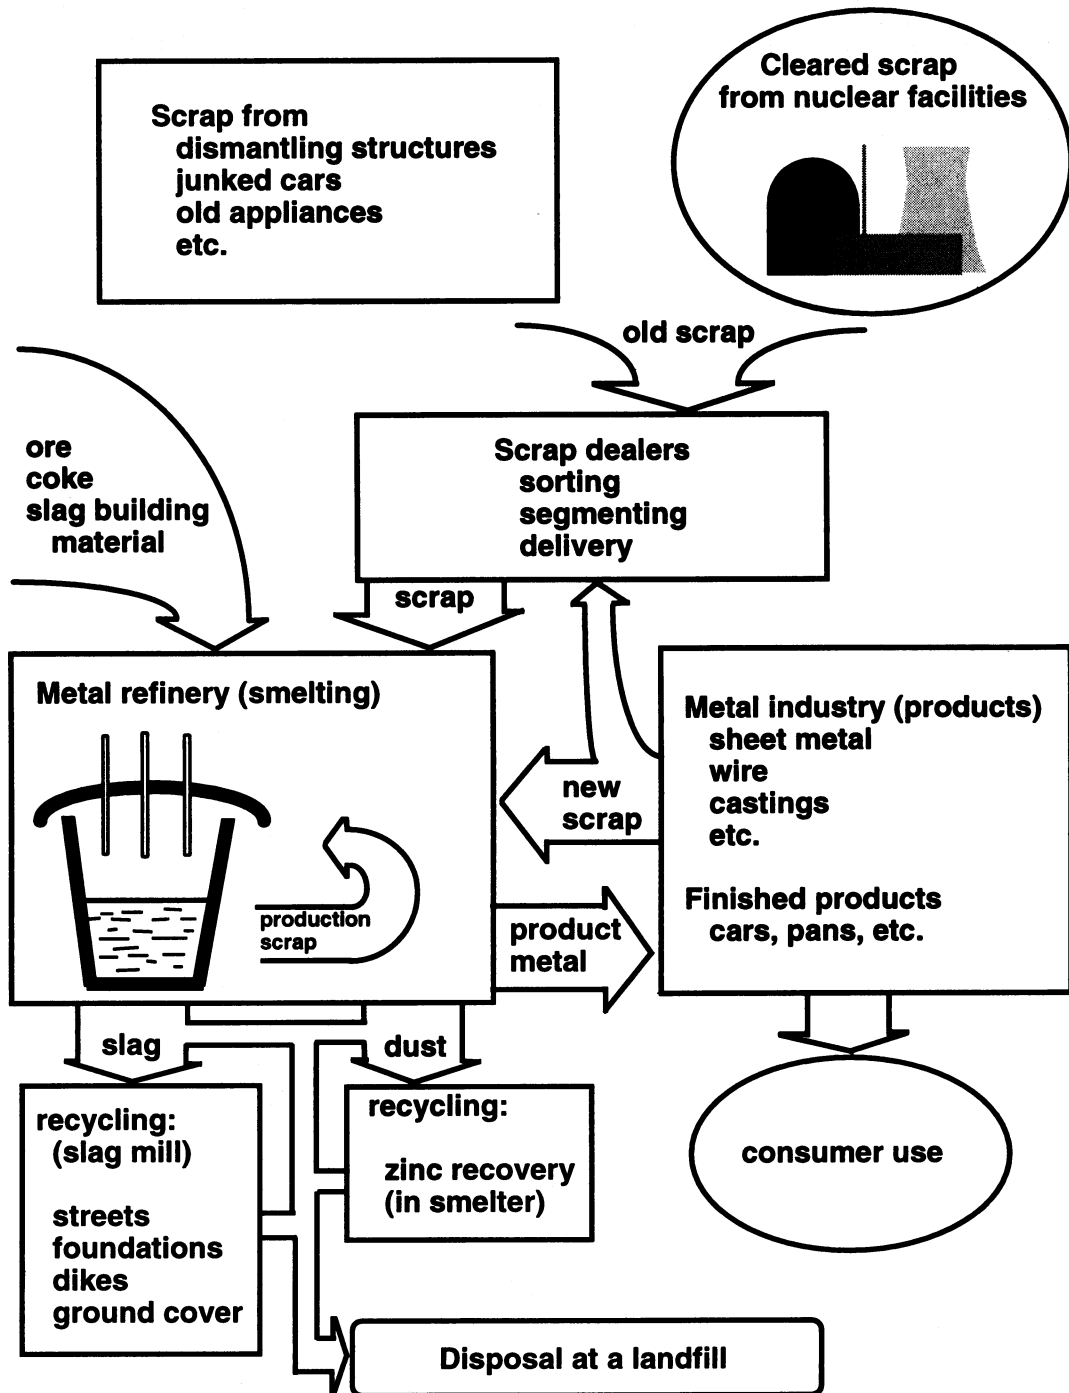 Scrap from
dismantling structures
junked cars
old appliances
etc.
Cleared scrap
from nuclear facilities
old scrap
ore
coke
slag building
material
Scrap dealers
sorting
segmenting
delivery
scrap
Metal refinery (smelting)
production
scrap
new
scrap
product
metal
Metal industry (products)
sheet metal
wire
castings
etc.
Finished products
cars, pans, etc.
slag
dust
recycling:
(slag mill)
streets
foundations
dikes
ground cover
recycling:
zinc recovery
(in smelter)
consumer use
Disposal at a landfill